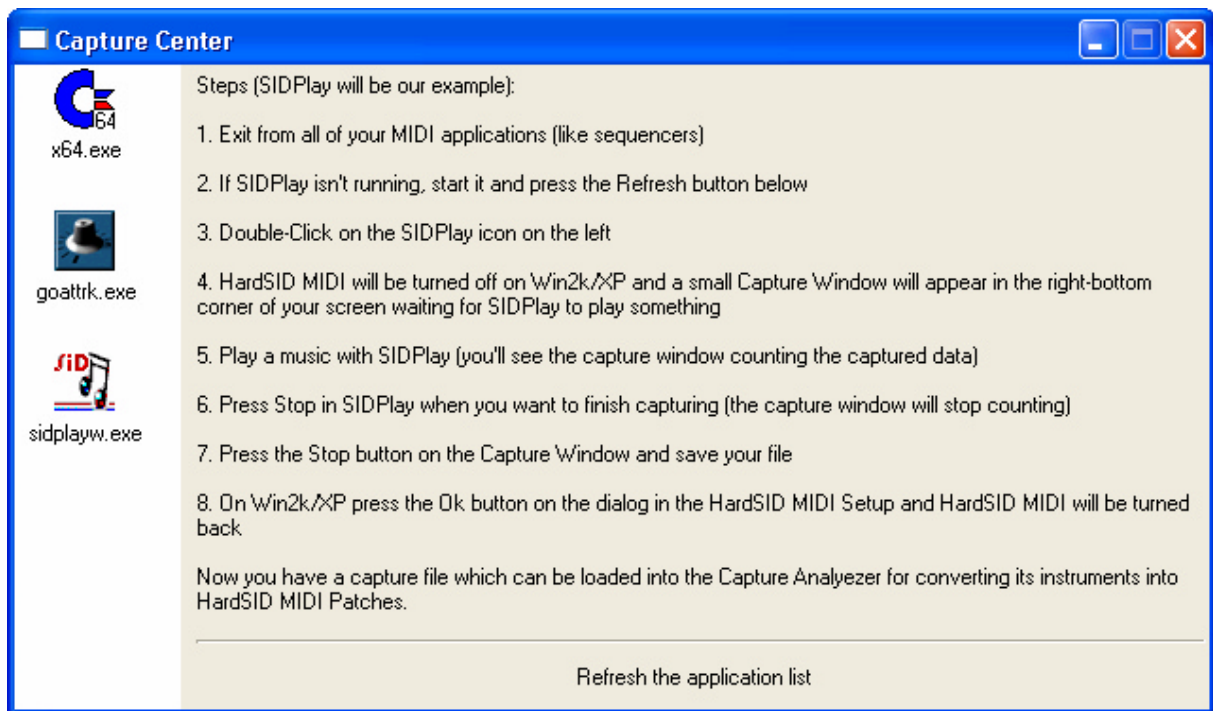 Capture Center
64
x64.exe
goattrk.exe
SiD
sidplayw.exe
Steps (SIDPlay will be our example):
1. Exit from all of your MIDI applications (like sequencers)
2. If SIDPlay isn't running, start it and press the Refresh button below
3. Double-Click on the SIDPlay icon on the left
4. HardSID MIDI will be turned off on Win2k/XP and a small Capture Window will appear in the right-bottom
corner of your screen waiting for SIDPlay to play something
5. Play a music with SIDPlay (you'll see the capture window counting the captured data)
6. Press Stop in SIDPlay when you want to finish capturing (the capture window will stop counting)
7. Press the Stop button on the Capture Window and save your file
8. On Win2k/XP press the Ok button on the dialog in the HardSID MIDI Setup and HardSID MIDI will be turned
back
Now you have a capture file which can be loaded into the Capture Analyezer for converting its instruments into
HardSID MIDI Patches.
Refresh the application list